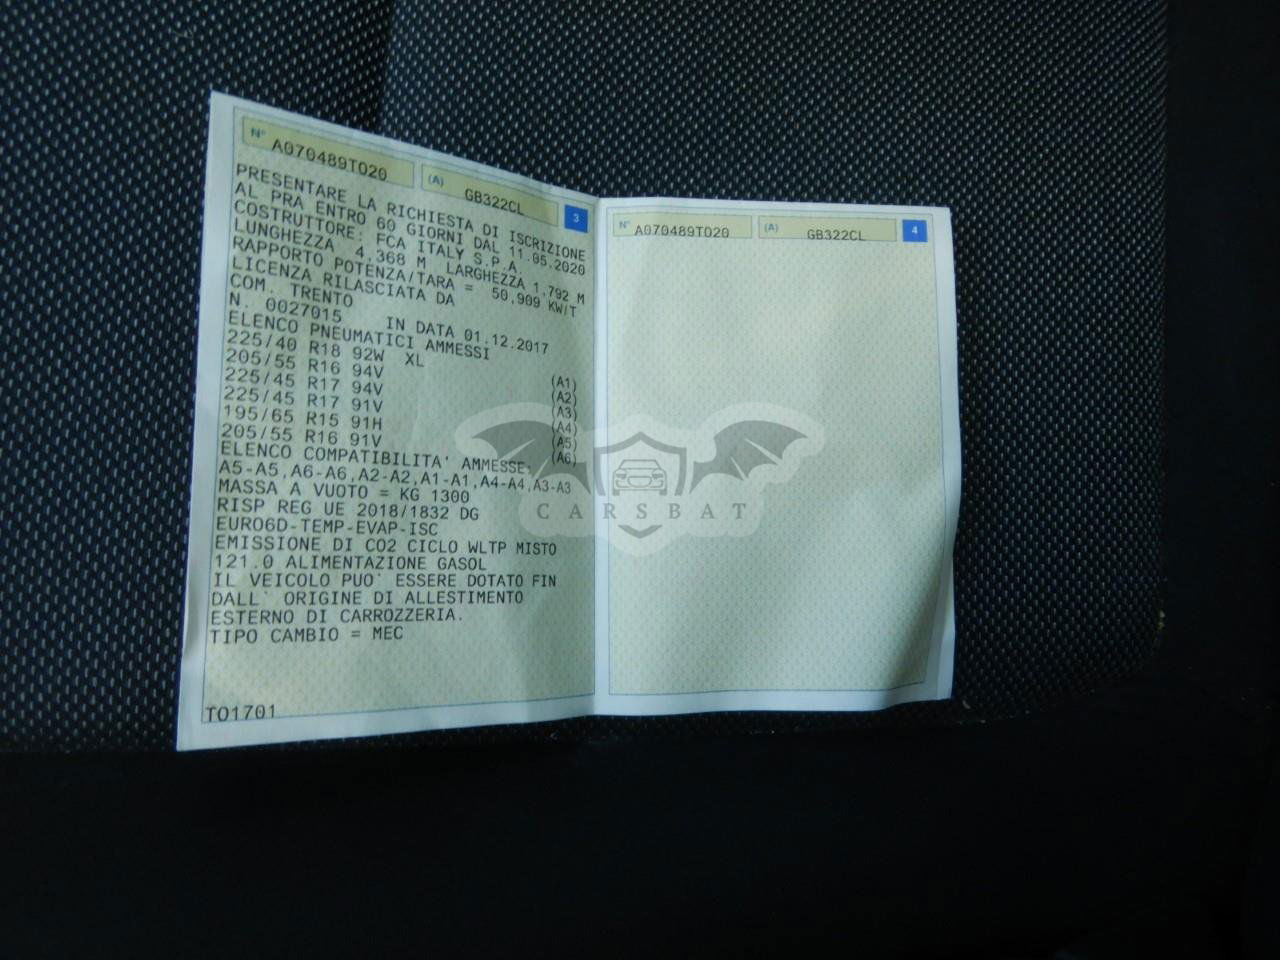 N° A070489TO20 (A) GB322CL 3
PRESENTARE LA RICHIESTA DI ISCRIZIONE
AL PRA ENTRO 60 GIORNI DAL 11.05.2020
COSTRUTTORE: FCA ITALY S.P.A.
LUNGHEZZA 4,368 M LARGHEZZA 1,792 M
RAPPORTO POTENZA/TARA = 50,909 KW/T
LICENZA RILASCIATA DA
COM. TRENTO
N. 0027015 IN DATA 01.12.2017
ELENCO PNEUMATICI AMMESSI
225/40 R18 92W XL (A1)
205/55 R16 94V (A2)
225/45 R17 94V (A3)
225/45 R17 91V (A4)
195/65 R15 91H (A5)
205/55 R16 91V (A6)
ELENCO COMPATIBILITA' AMMESSE:
A5-A5,A6-A6,A2-A2,A1-A1,A4-A4,A3-A3
MASSA A VUOTO = KG 1300
RISP REG UE 2018/1832 DG
EURO6D-TEMP-EVAP-ISC
EMISSIONE DI CO2 CICLO WLTP MISTO
121.0 ALIMENTAZIONE GASOL
IL VEICOLO PUO` ESSERE DOTATO FIN
DALL` ORIGINE DI ALLESTIMENTO
ESTERNO DI CARROZZERIA.
TIPO CAMBIO = MEC
TO1701
N° A070489TO20 (A) GB322CL 4
CARSBAT